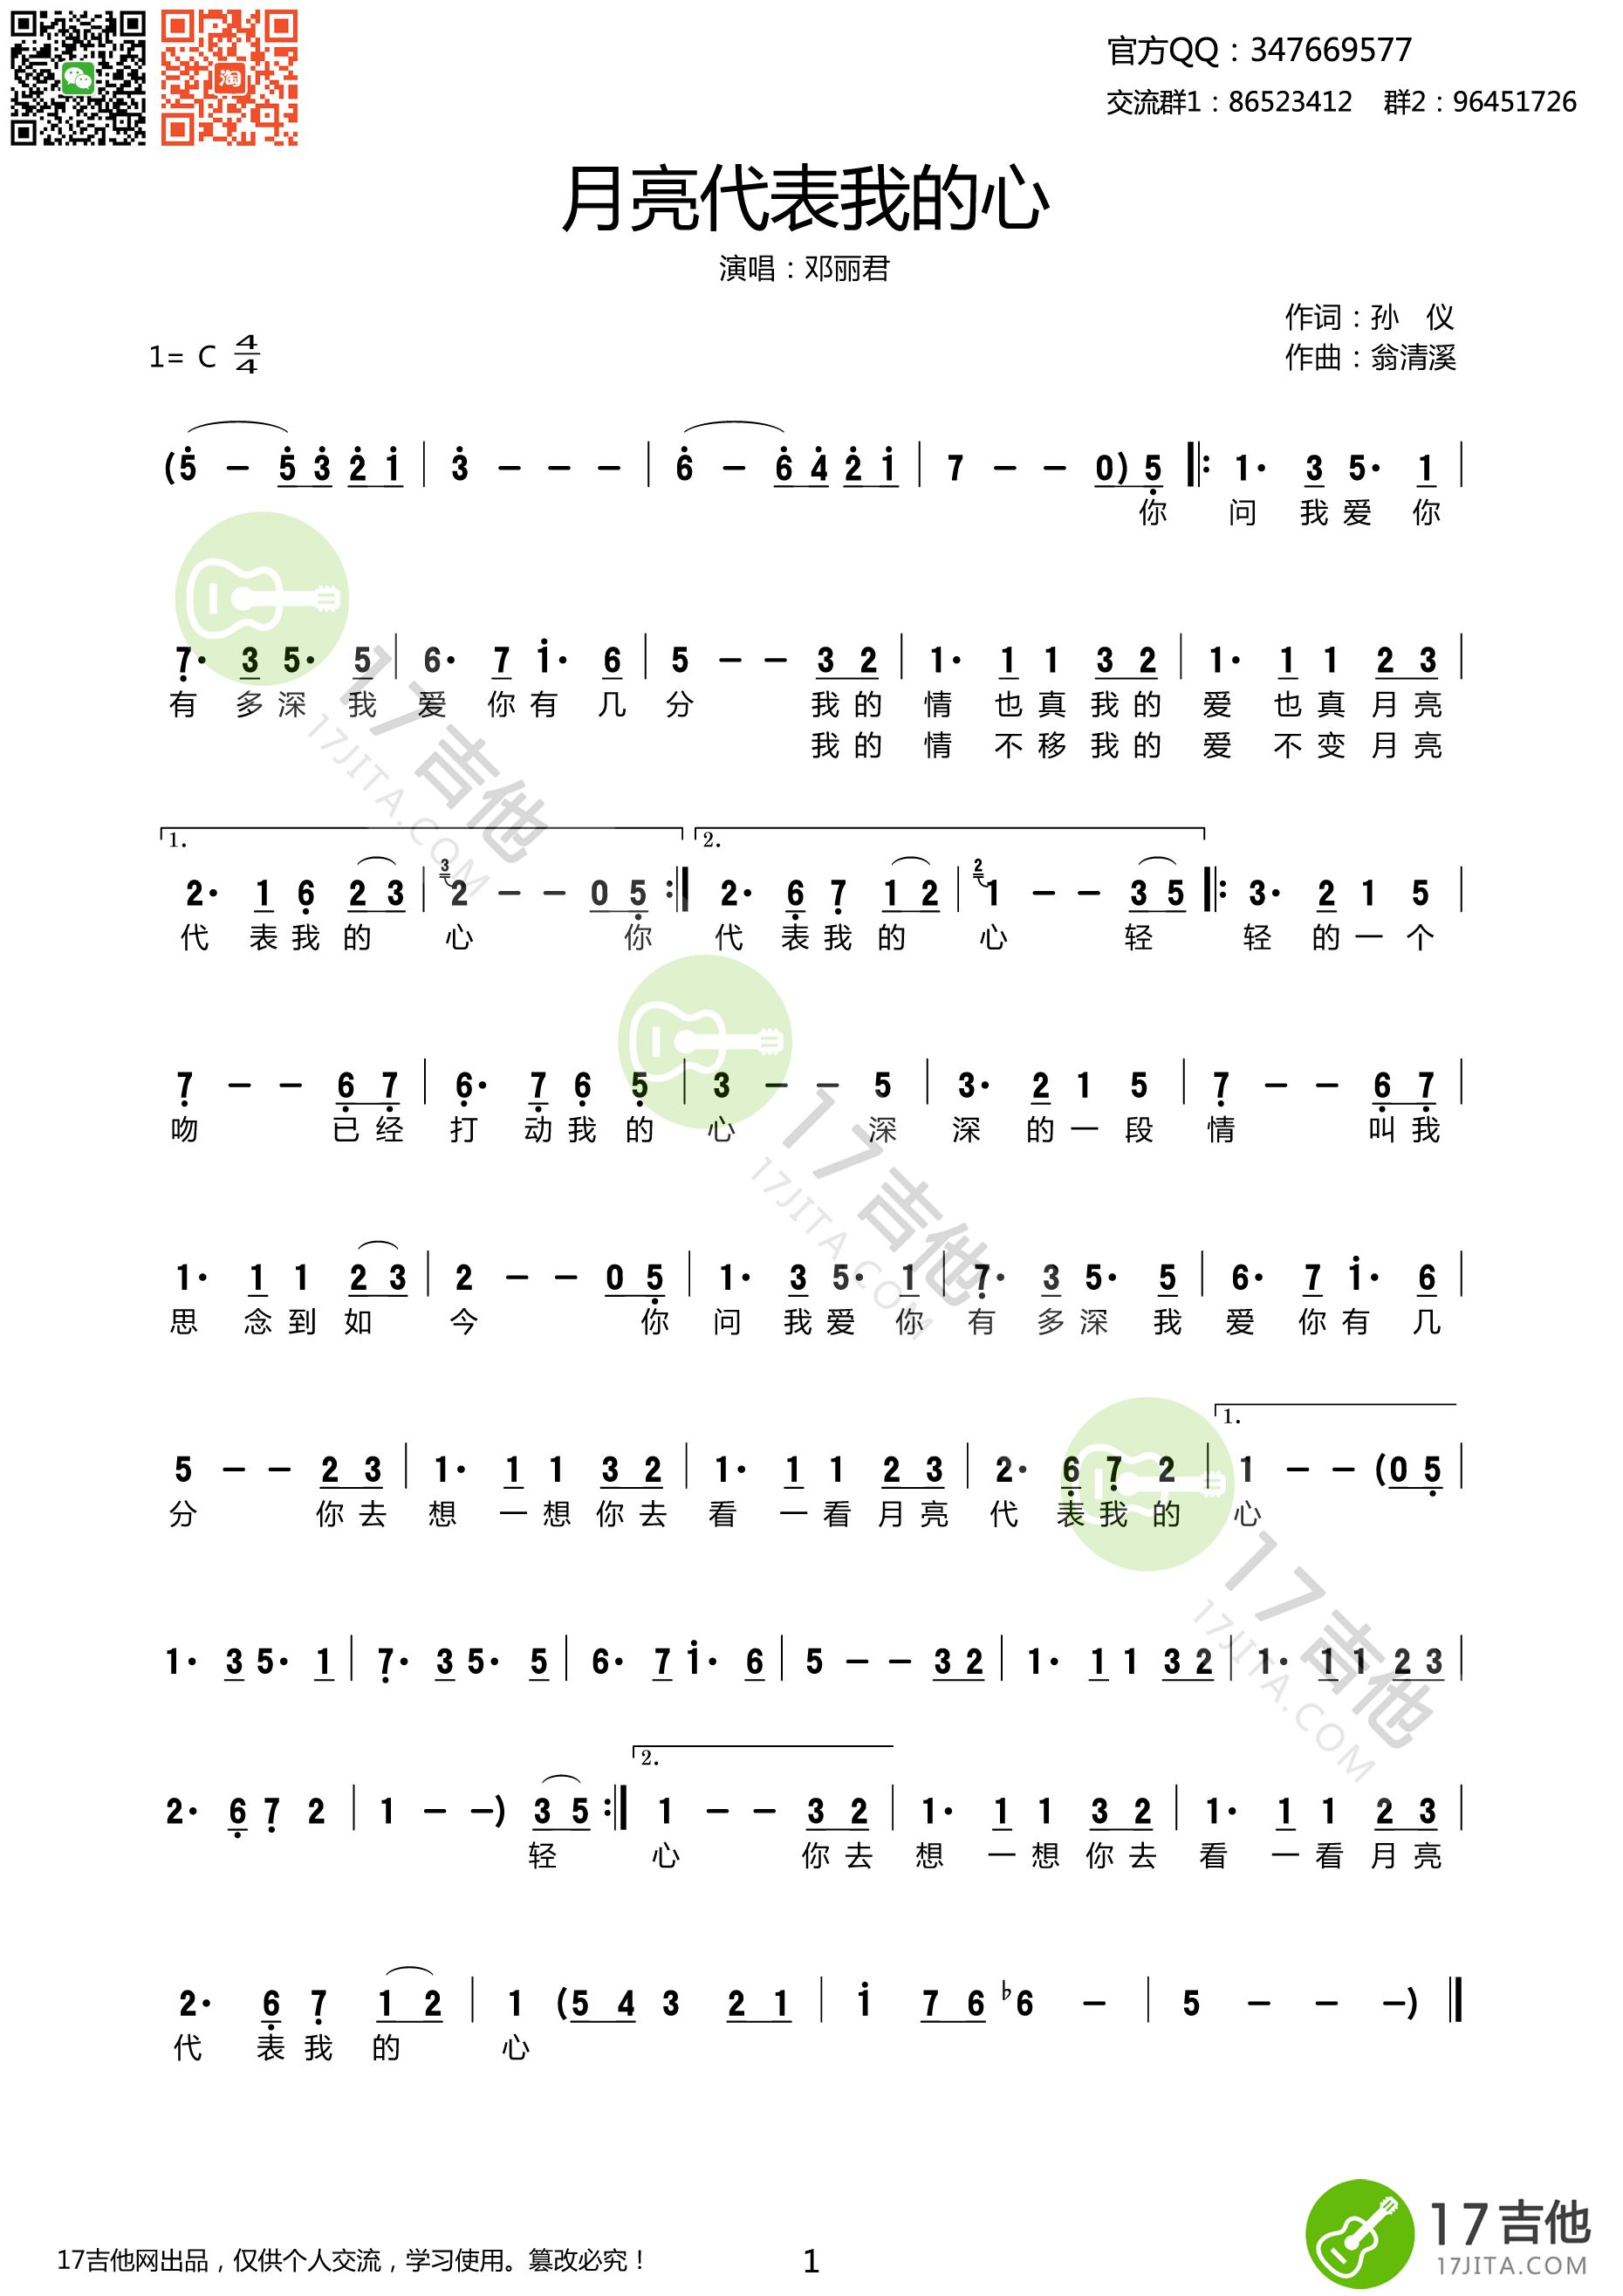 官方QQ：347669577
交流群1：86523412 群2：96451726
月亮代表我的心
演唱：邓丽君
作词：孙 仪
作曲：翁清溪
1= C 4/4
(5̇ – 5̇ 3̇ 2̇ 1̇ | 3̇ – – – | 6̇ – 6̇ 4̇ 2̇ 1̇ | 7 – – 0) 5̣ ‖: 1· 3 5· 1 |
你 问 我 爱 你
7̣· 3 5· 5 | 6· 7 1̇· 6 | 5 – – 3 2 | 1· 1 1 3 2 | 1· 1 1 2 3 |
有 多 深 我 爱 你 有 几 分 我 的 情 也 真 我 的 爱 也 真 月 亮
我 的 情 不 移 我 的 爱 不 变 月 亮
1. 2.
2· 1 6̣ 2 3 | 3 2 – – 0 5̣ :‖ 2· 6̣ 7̣ 1 2 | 2 1 – – 3 5 ‖: 3· 2 1 5 |
代 表 我 的 心 你 代 表 我 的 心 轻 轻 的 一 个
7̣ – – 6̣ 7̣ | 6̣· 7̣ 6̣ 5̣ | 3 – – 5 | 3· 2 1 5 | 7̣ – – 6̣ 7̣ |
吻 已 经 打 动 我 的 心 深 深 的 一 段 情 叫 我
1· 1 1 2 3 | 2 – – 0 5̣ | 1· 3 5· 1 | 7̣· 3 5· 5 | 6· 7 1̇· 6 |
思 念 到 如 今 你 问 我 爱 你 有 多 深 我 爱 你 有 几
1.
5 – – 2 3 | 1· 1 1 3 2 | 1· 1 1 2 3 | 2· 6̣ 7̣ 2 | 1 – – (0 5̣ |
分 你 去 想 一 想 你 去 看 一 看 月 亮 代 表 我 的 心
1· 3 5· 1 | 7̣· 3 5· 5 | 6· 7 1̇· 6 | 5 – – 3 2 | 1· 1 1 3 2 | 1· 1 1 2 3 |
2.
2· 6̣ 7̣ 2 | 1 – –) 3 5 :‖ 1 – – 3 2 | 1· 1 1 3 2 | 1· 1 1 2 3 |
轻 心 你 去 想 一 想 你 去 看 一 看 月 亮
2· 6̣ 7̣ 1 2 | 1 (5 4 3 2 1 | 1̇ 7 6 ♭6 – | 5 – – –) ‖
代 表 我 的 心
17吉他
17JITA.COM
17吉他
17JITA.COM
17吉他
17JITA.COM
17吉他网出品，仅供个人交流，学习使用。篡改必究！
1
17吉他
17JITA.COM